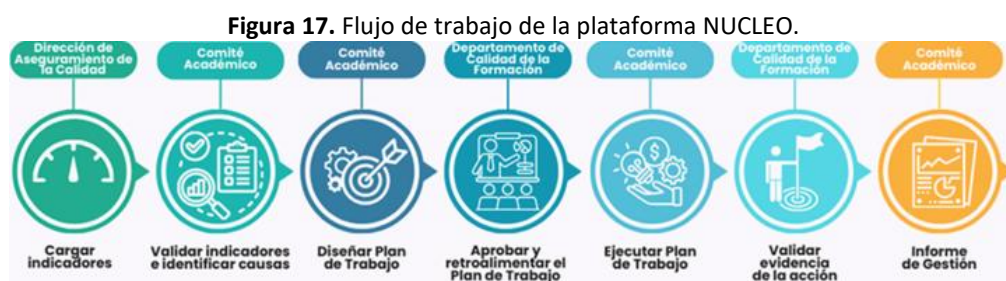 Figura 17. Flujo de trabajo de la plataforma NUCLEO.
Dirección de
Aseguramiento de
la Calidad
Comité
Académico
Comité
Académico
Departamento de
Calidad de la
Formación
Comité
Académico
Departamento de
Calidad de la
Formación
Comité
Académico
Cargar
indicadores
Validar indicadores
e identificar causas
Diseñar Plan
de Trabajo
Aprobar y
retroalimentar el
Plan de Trabajo
Ejecutar Plan
de Trabajo
Validar
evidencia
de la acción
Informe
de Gestión